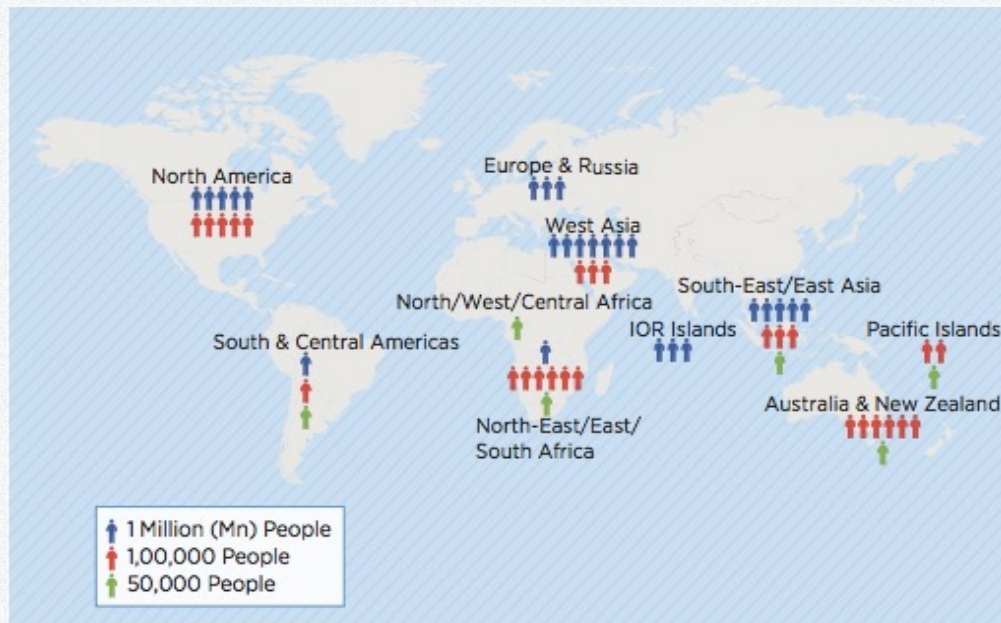 North America
Europe & Russia
West Asia
South-East/East Asia
North/West/Central Africa
IOR Islands
Pacific Islands
South & Central Americas
Australia & New Zealand
North-East/East/
South Africa
1 Million (Mn) People
1,00,000 People
50,000 People